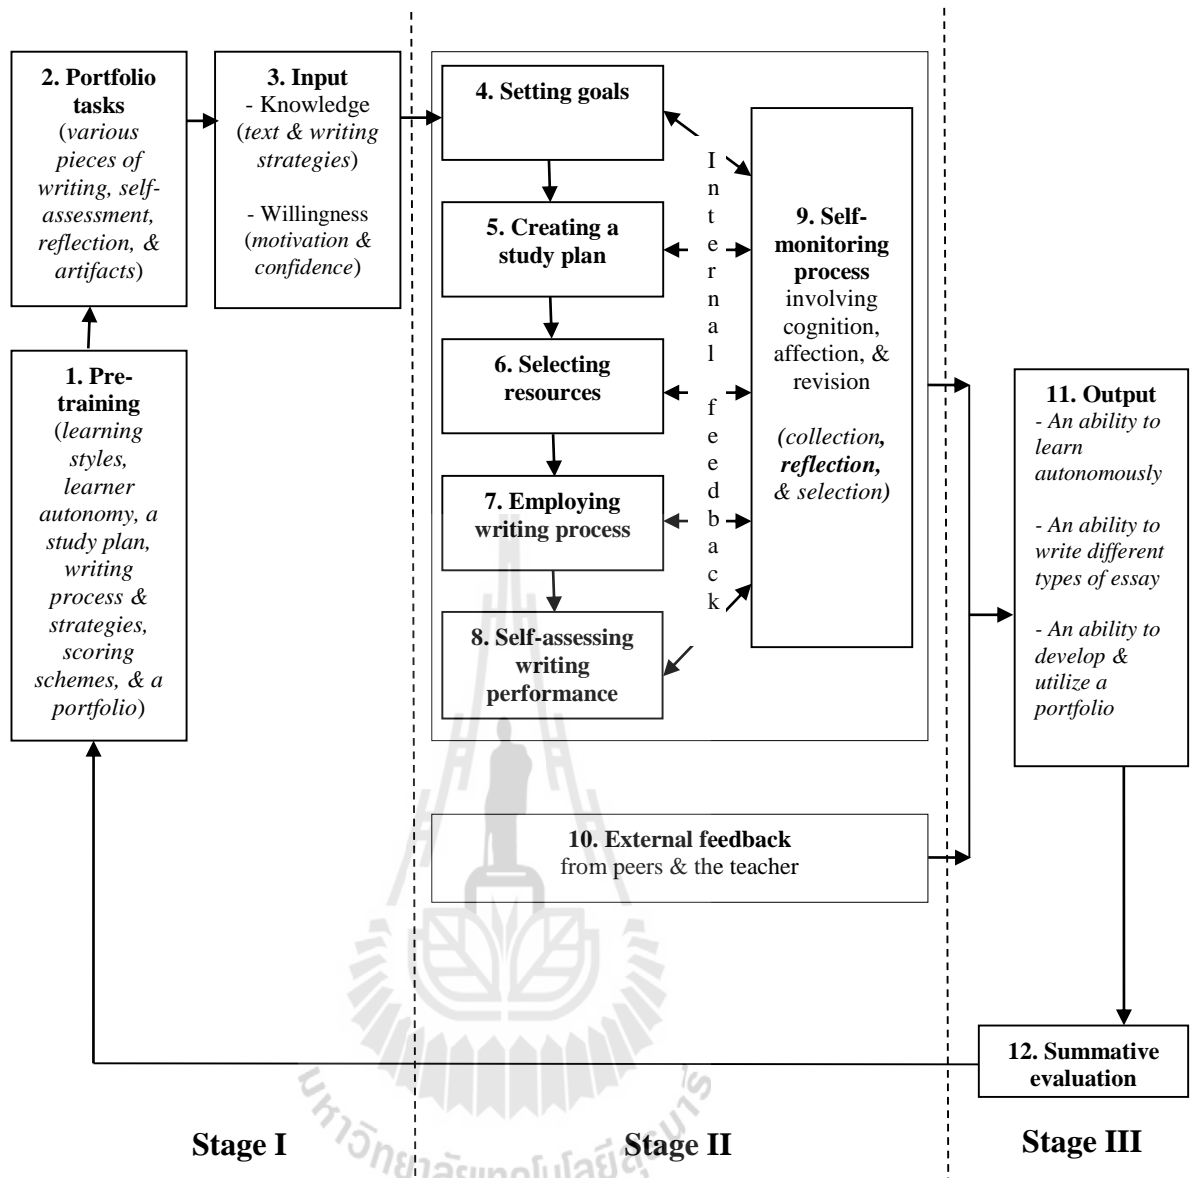 2. Portfolio
tasks
(various
pieces of
writing, self-
assessment,
reflection, &
artifacts)
3. Input
- Knowledge
(text & writing
strategies)
- Willingness
(motivation &
confidence)
1. Pre-
training
(learning
styles,
learner
autonomy, a
study plan,
writing
process &
strategies,
scoring
schemes, & a
portfolio)
4. Setting goals
5. Creating a
study plan
6. Selecting
resources
7. Employing
writing process
8. Self-assessing
writing
performance
Internal feedback
9. Self-
monitoring
process
involving
cognition,
affection, &
revision
(collection,
reflection,
& selection)
10. External feedback
from peers & the teacher
11. Output
- An ability to
learn
autonomously
- An ability to
write different
types of essay
- An ability to
develop &
utilize a
portfolio
12. Summative
evaluation
Stage I
Stage II
Stage III